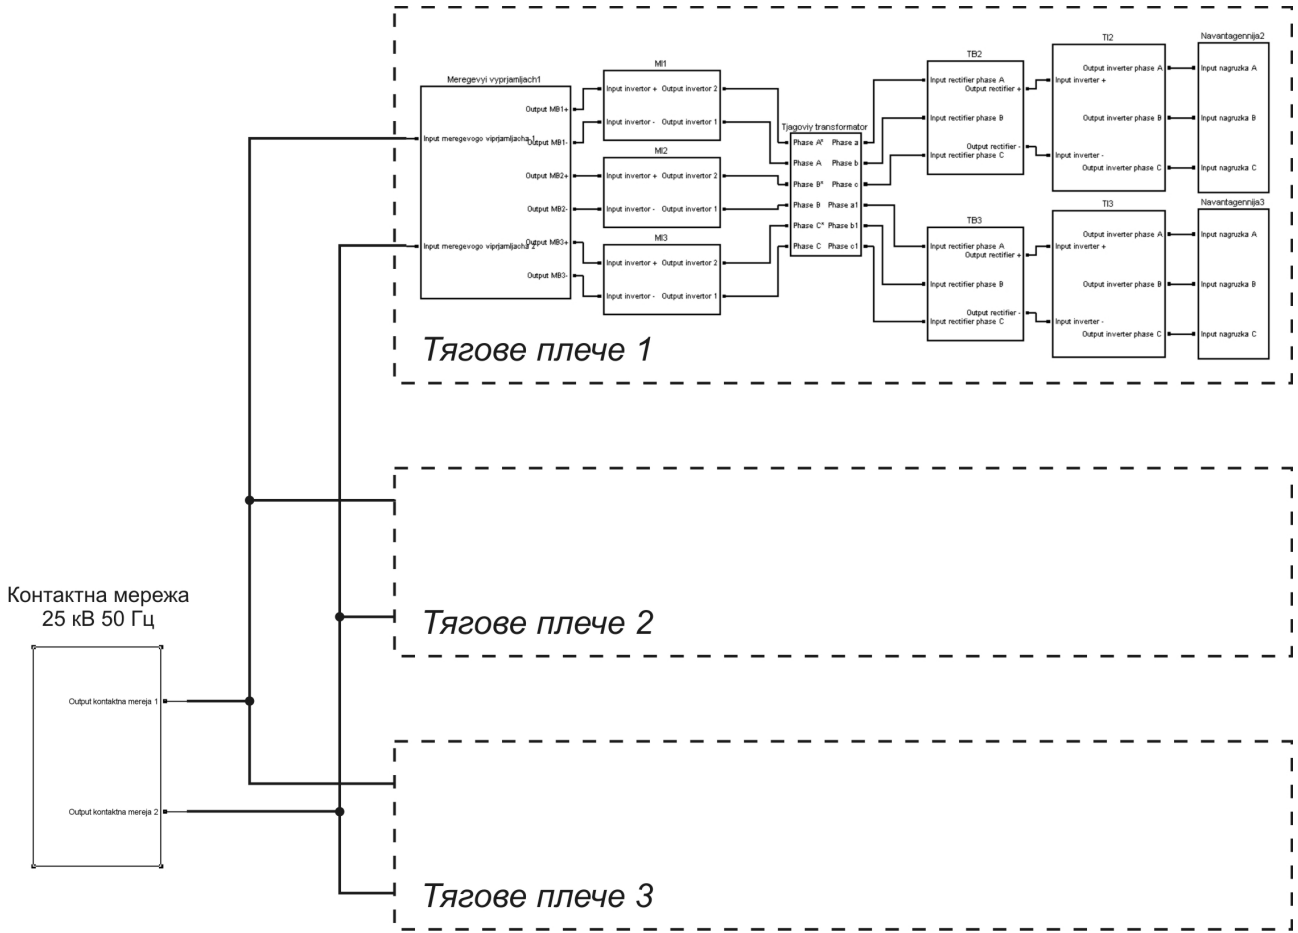 Meregevyi vyprjamljach1
Input meregevogo viprjamljacha 1
Input meregevogo viprjamljacha 2
Output MB1+
Output MB1-
Output MB2+
Output MB2-
Output MB3+
Output MB3-
MI1
Input invertor + Output invertor 2
Input invertor - Output invertor 1
MI2
Input invertor + Output invertor 2
Input invertor - Output invertor 1
MI3
Input invertor + Output invertor 2
Input invertor - Output invertor 1
Tjagoviy transformator
Phase A* Phase a
Phase A Phase b
Phase B* Phase c
Phase B Phase a1
Phase C* Phase b1
Phase C Phase c1
TB2
Input rectifier phase A
Output rectifier +
Input rectifier phase B
Output rectifier -
Input rectifier phase C
TB3
Input rectifier phase A
Output rectifier +
Input rectifier phase B
Output rectifier -
Input rectifier phase C
TI2
Output inverter phase A
Input inverter +
Output inverter phase B
Input inverter -
Output inverter phase C
TI3
Output inverter phase A
Input inverter +
Output inverter phase B
Input inverter -
Output inverter phase C
Navantagennija2
Input nagruzka A
Input nagruzka B
Input nagruzka C
Navantagennija3
Input nagruzka A
Input nagruzka B
Input nagruzka C
Тягове плече 1
Тягове плече 2
Контактна мережа
25 кВ 50 Гц
Output kontaktna mereja 1
Output kontaktna mereja 2
Тягове плече 3